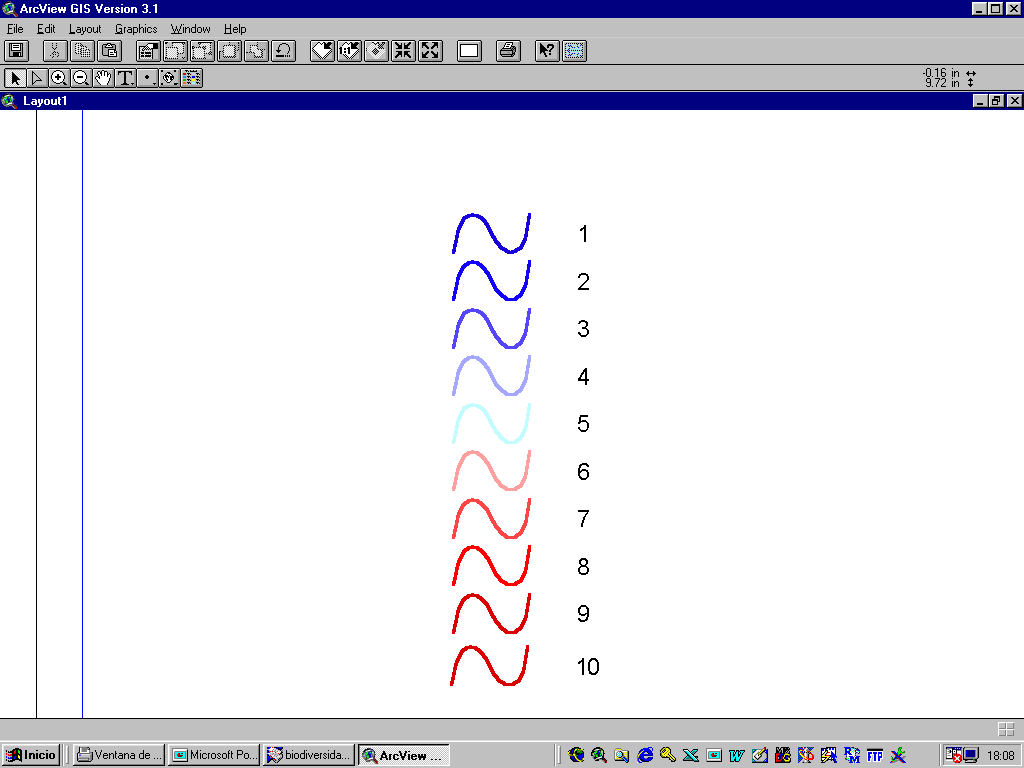 ArcView GIS Version 3.1
File Edit Layout Graphics Window Help
-0.16 in
9.72 in
Layout1
1
2
3
4
5
6
7
8
9
10
Inicio Ventana de ... Microsoft Po... biodiversida... ArcView ... FTP 18:08